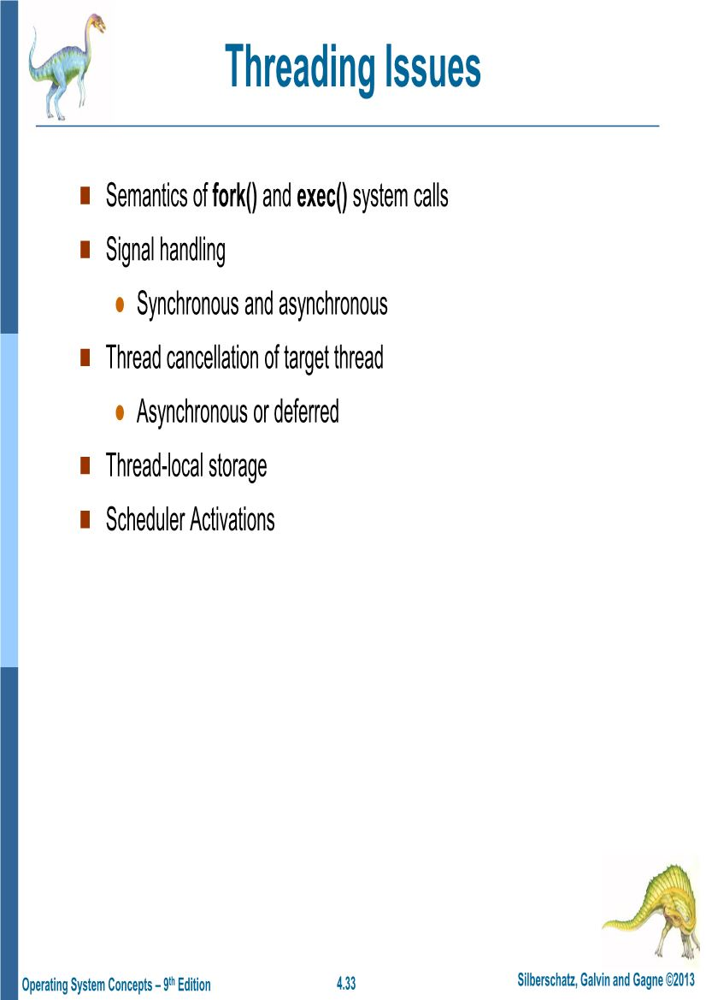 Threading Issues
Semantics of fork() and exec() system calls
Signal handling
Synchronous and asynchronous
Thread cancellation of target thread
Asynchronous or deferred
Thread-local storage
Scheduler Activations
Operating System Concepts – 9th Edition
4.33
Silberschatz, Galvin and Gagne ©2013